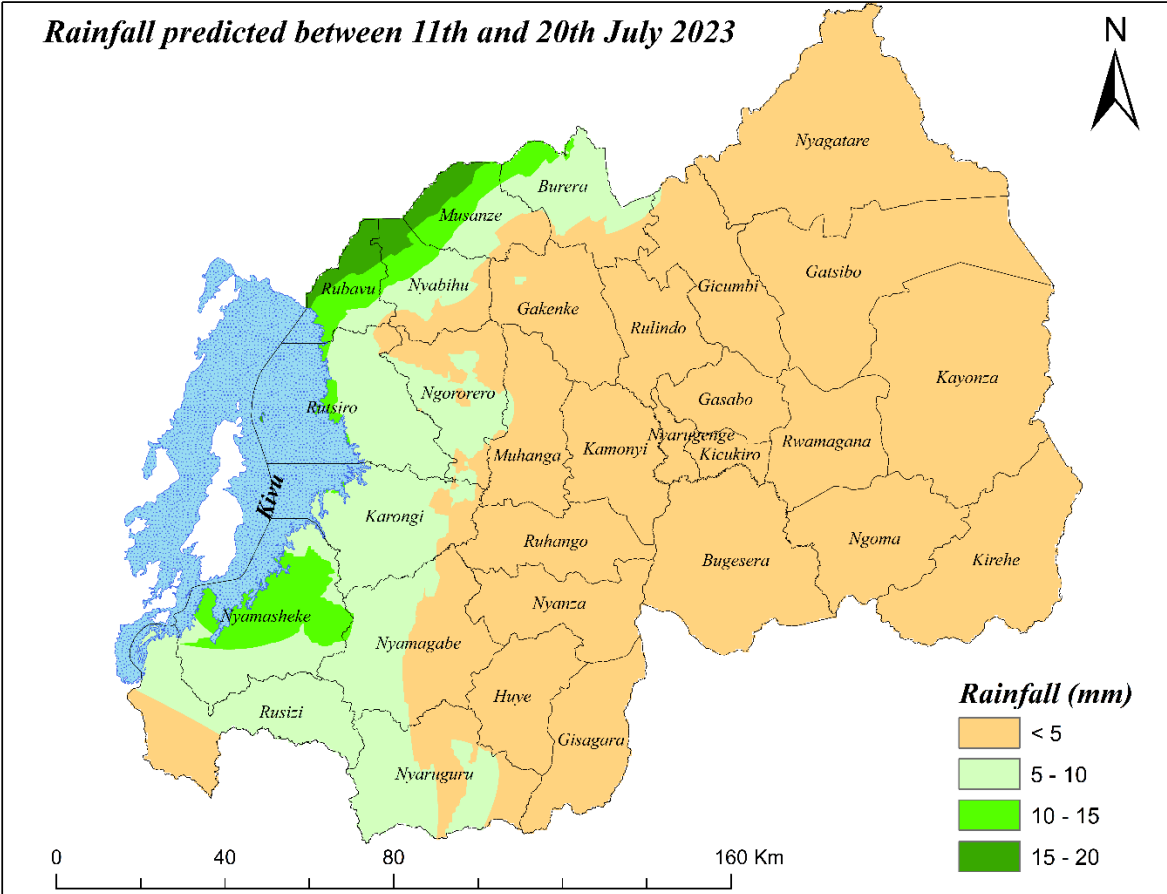 Rainfall predicted between 11th and 20th July 2023
N
Nyagatare
Burera
Musanze
Gatsibo
Rubavu
Nyabihu
Gicumbi
Gakenke
Rulindo
Kayonza
Ngororero
Rutsiro
Gasabo
Nyarugenge
Rwamagana
Kicukiro
Muhanga
Kamonyi
Kivu
Karongi
Ruhango
Ngoma
Bugesera
Kirehe
Nyanza
Nyamasheke
Nyamagabe
Huye
Rusizi
Gisagara
Nyaruguru
Rainfall (mm)
< 5
5 - 10
10 - 15
15 - 20
0 40 80 160 Km